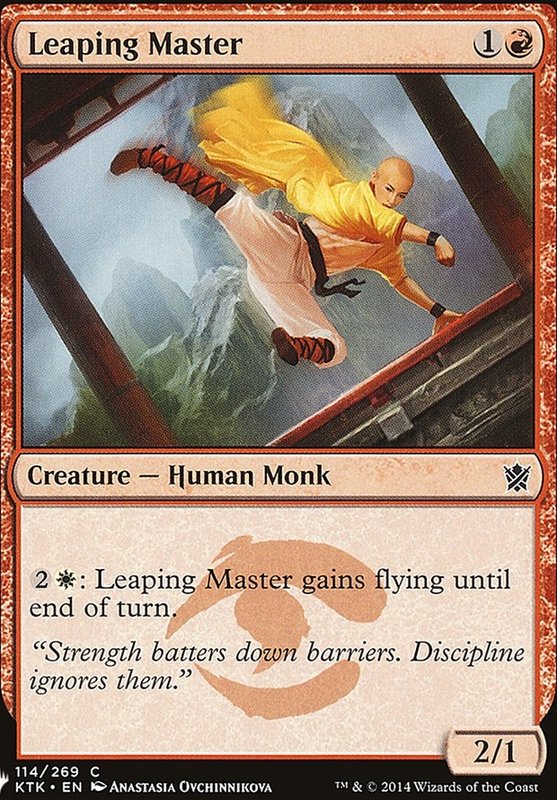 Leaping Master 1
Creature — Human Monk
2: Leaping Master gains flying until
end of turn.
“Strength batters down barriers. Discipline
ignores them.”
2/1
114/269 C
KTK • EN Anastasia Ovchinnikova
™ & © 2014 Wizards of the Coast